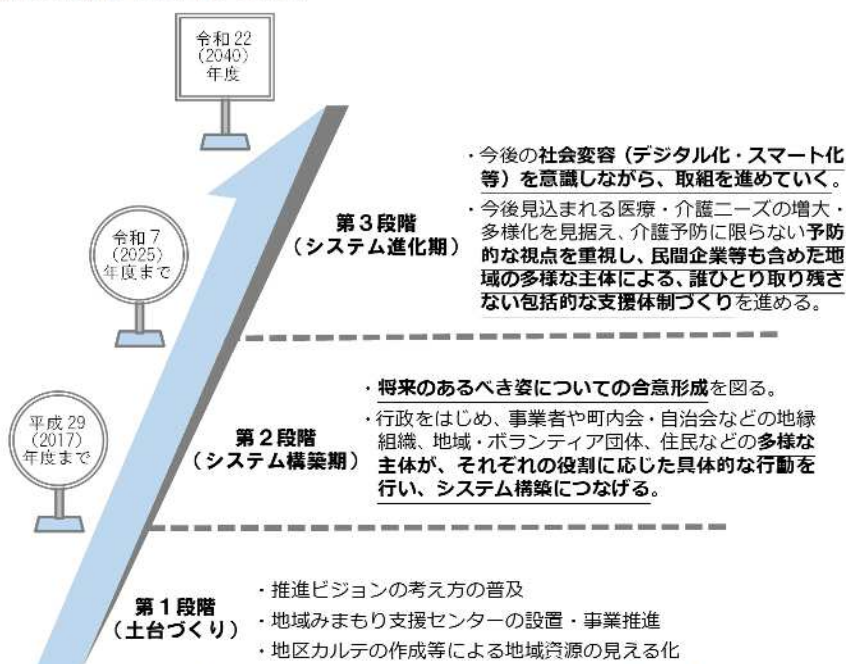 令和22
(2040)
年度
・今後の社会変容（デジタル化・スマート化
等）を意識しながら、取組を進めていく。
・今後見込まれる医療・介護ニーズの増大・
多様化を見据え、介護予防に限らない予防
的な視点を重視し、民間企業等も含めた地
域の多様な主体による、誰ひとり取り残さ
ない包括的な支援体制づくりを進める。
第３段階
（システム進化期）
令和７
(2025)
年度まで
・将来のあるべき姿についての合意形成を図る。
・行政をはじめ、事業者や町内会・自治会などの地縁
組織、地域・ボランティア団体、住民などの多様な
主体が、それぞれの役割に応じた具体的な行動を
行い、システム構築につなげる。
第２段階
（システム構築期）
平成29
(2017)
年度まで
第１段階
（土台づくり）
・推進ビジョンの考え方の普及
・地域みまもり支援センターの設置・事業推進
・地区カルテの作成等による地域資源の見える化